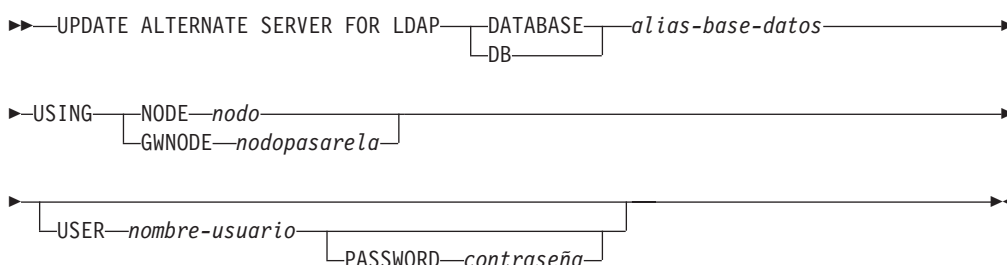 UPDATE ALTERNATE SERVER FOR LDAP DATABASE alias-base-datos
DB
USING NODE nodo
GWNODE nodopasarela
USER nombre-usuario
PASSWORD contraseña